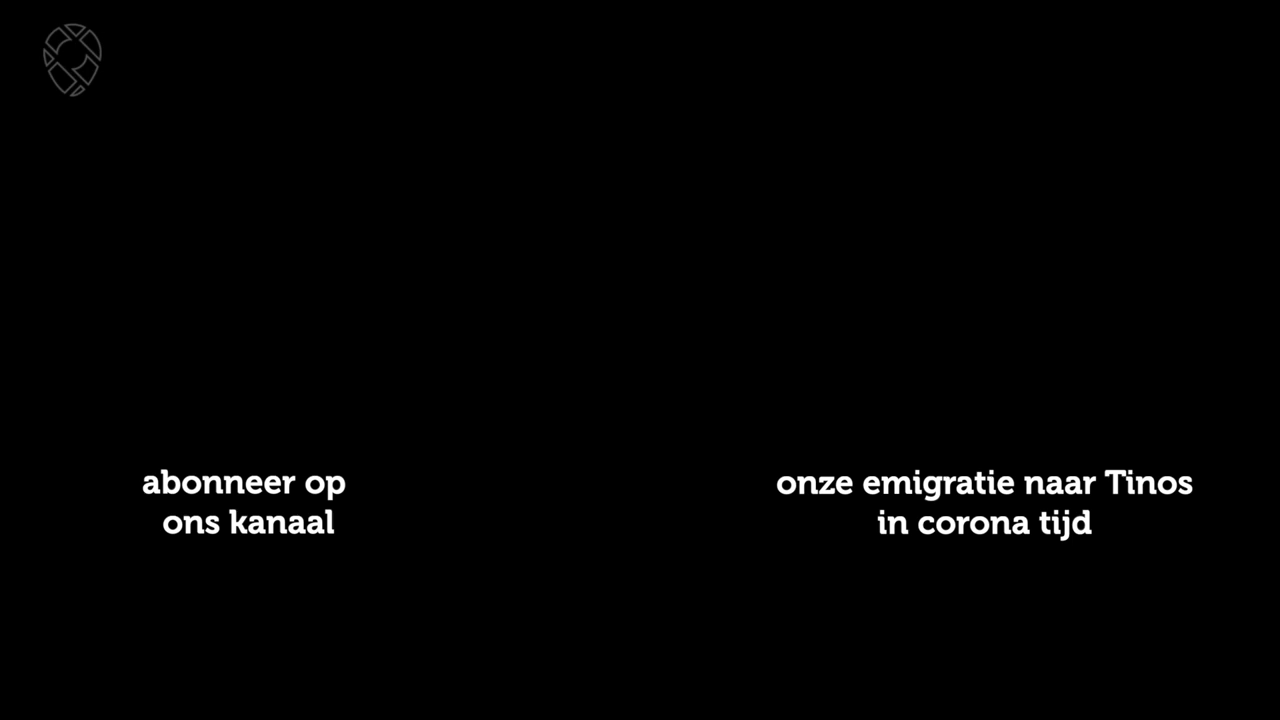 abonneer op
ons kanaal
onze emigratie naar Tinos
in corona tijd